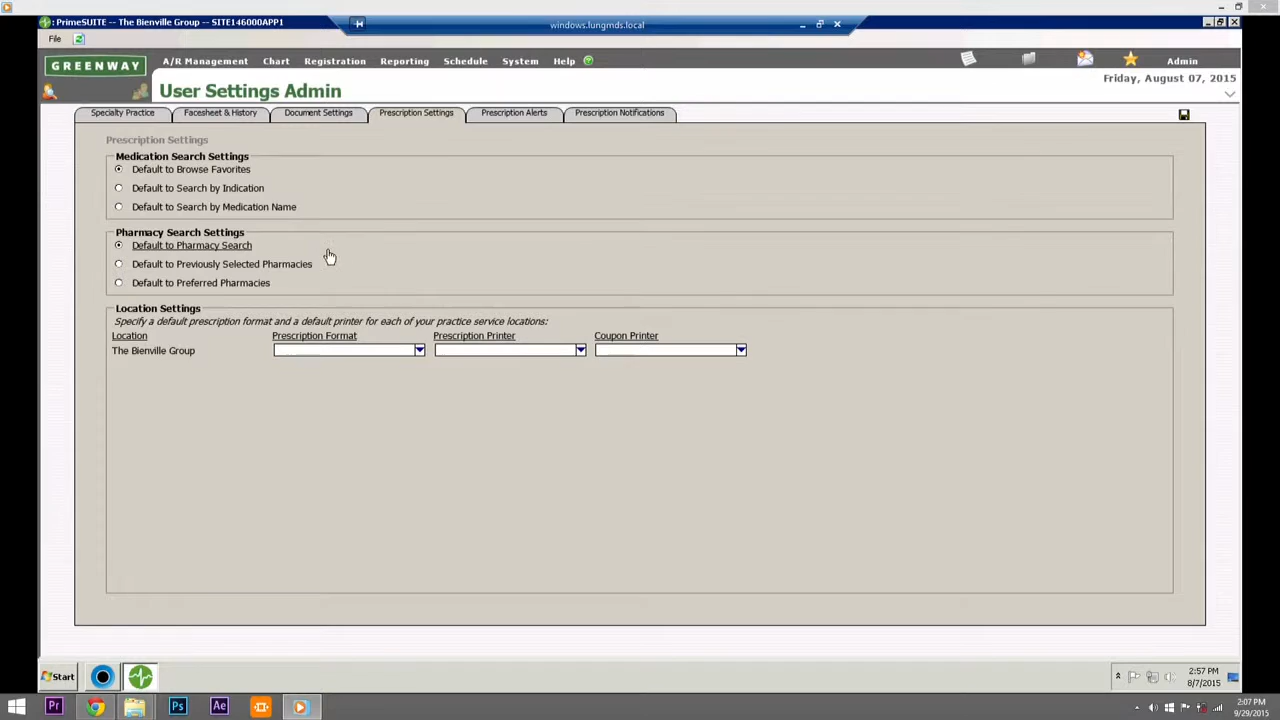 PrimeSUITE -- The Bienville Group -- SITE146000APP1
windows.lungmds.local
File
GREENWAY
A/R Management Chart Registration Reporting Schedule System Help
Admin
Friday, August 07, 2015
User Settings Admin
Specialty Practice Facesheet & History Document Settings Prescription Settings Prescription Alerts Prescription Notifications
Prescription Settings
Medication Search Settings
Default to Browse Favorites
Default to Search by Indication
Default to Search by Medication Name
Pharmacy Search Settings
Default to Pharmacy Search
Default to Previously Selected Pharmacies
Default to Preferred Pharmacies
Location Settings
Specify a default prescription format and a default printer for each of your practice service locations:
Location Prescription Format Prescription Printer Coupon Printer
The Bienville Group
Start
2:57 PM
8/7/2015
Pr
Ps
Ae
2:07 PM
9/29/2015